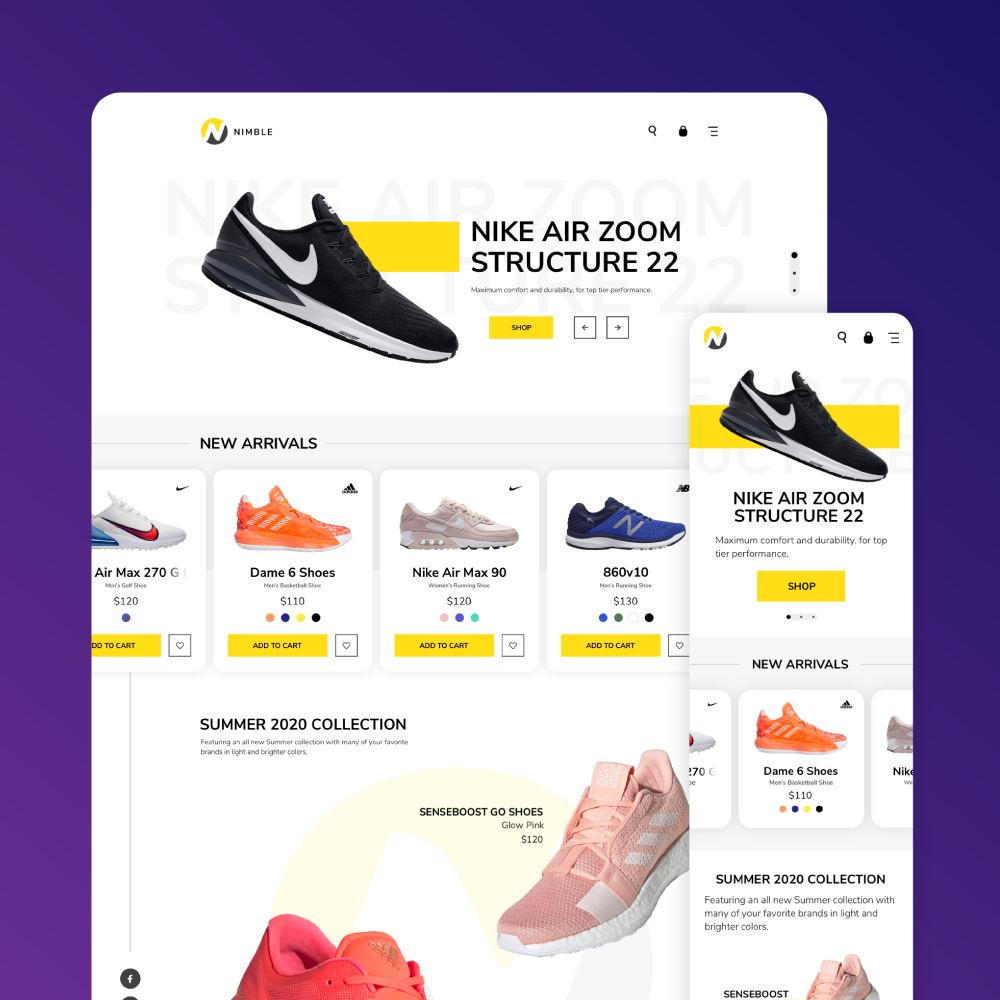 NIMBLE
NIKE AIR ZOOM
STRUCTURE 22
NIKE AIR ZOOM
STRUCTURE 22
Maximum comfort and durability, for top tier performance.
SHOP
NEW ARRIVALS
Air Max 270 G
Men's Golf Shoe
$120
DD TO CART
Dame 6 Shoes
Men's Basketball Shoe
$110
ADD TO CART
Nike Air Max 90
Women's Running Shoe
$120
ADD TO CART
NB
860v10
Men's Running Shoe
$130
ADD TO CART
SUMMER 2020 COLLECTION
Featuring an all new Summer collection with many of your favorite
brands in light and brighter colors.
SENSEBOOST GO SHOES
Glow Pink
$120
NIKE AIR ZOOM
STRUCTURE 22
Maximum comfort and durability, for top
tier performance.
SHOP
NEW ARRIVALS
270 G
oe
Dame 6 Shoes
Men's Basketball Shoe
$110
Nike
SUMMER 2020 COLLECTION
Featuring an all new Summer collection with
many of your favorite brands in light and
brighter colors.
SENSEBOOST